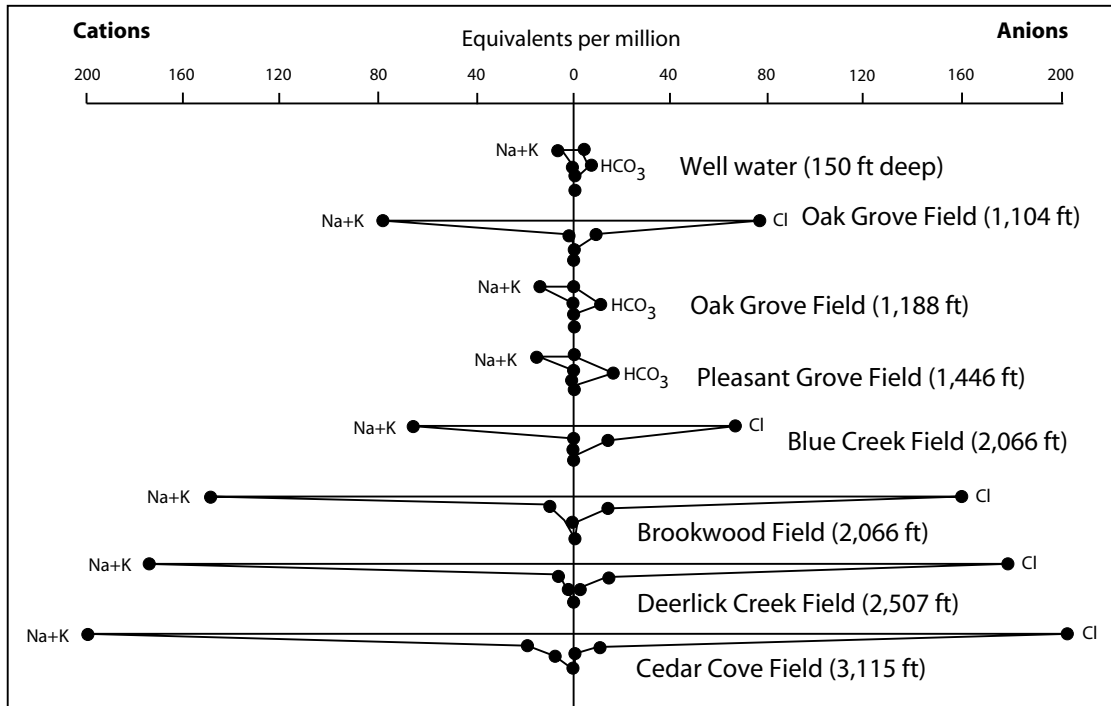 Cations Equivalents per million Anions
200 160 120 80 40 0 40 80 120 160 200
Na+K HCO3 Well water (150 ft deep)
Na+K Cl Oak Grove Field (1,104 ft)
Na+K HCO3 Oak Grove Field (1,188 ft)
Na+K HCO3 Pleasant Grove Field (1,446 ft)
Na+K Cl Blue Creek Field (2,066 ft)
Na+K Cl
Brookwood Field (2,066 ft)
Na+K Cl
Deerlick Creek Field (2,507 ft)
Na+K Cl
Cedar Cove Field (3,115 ft)